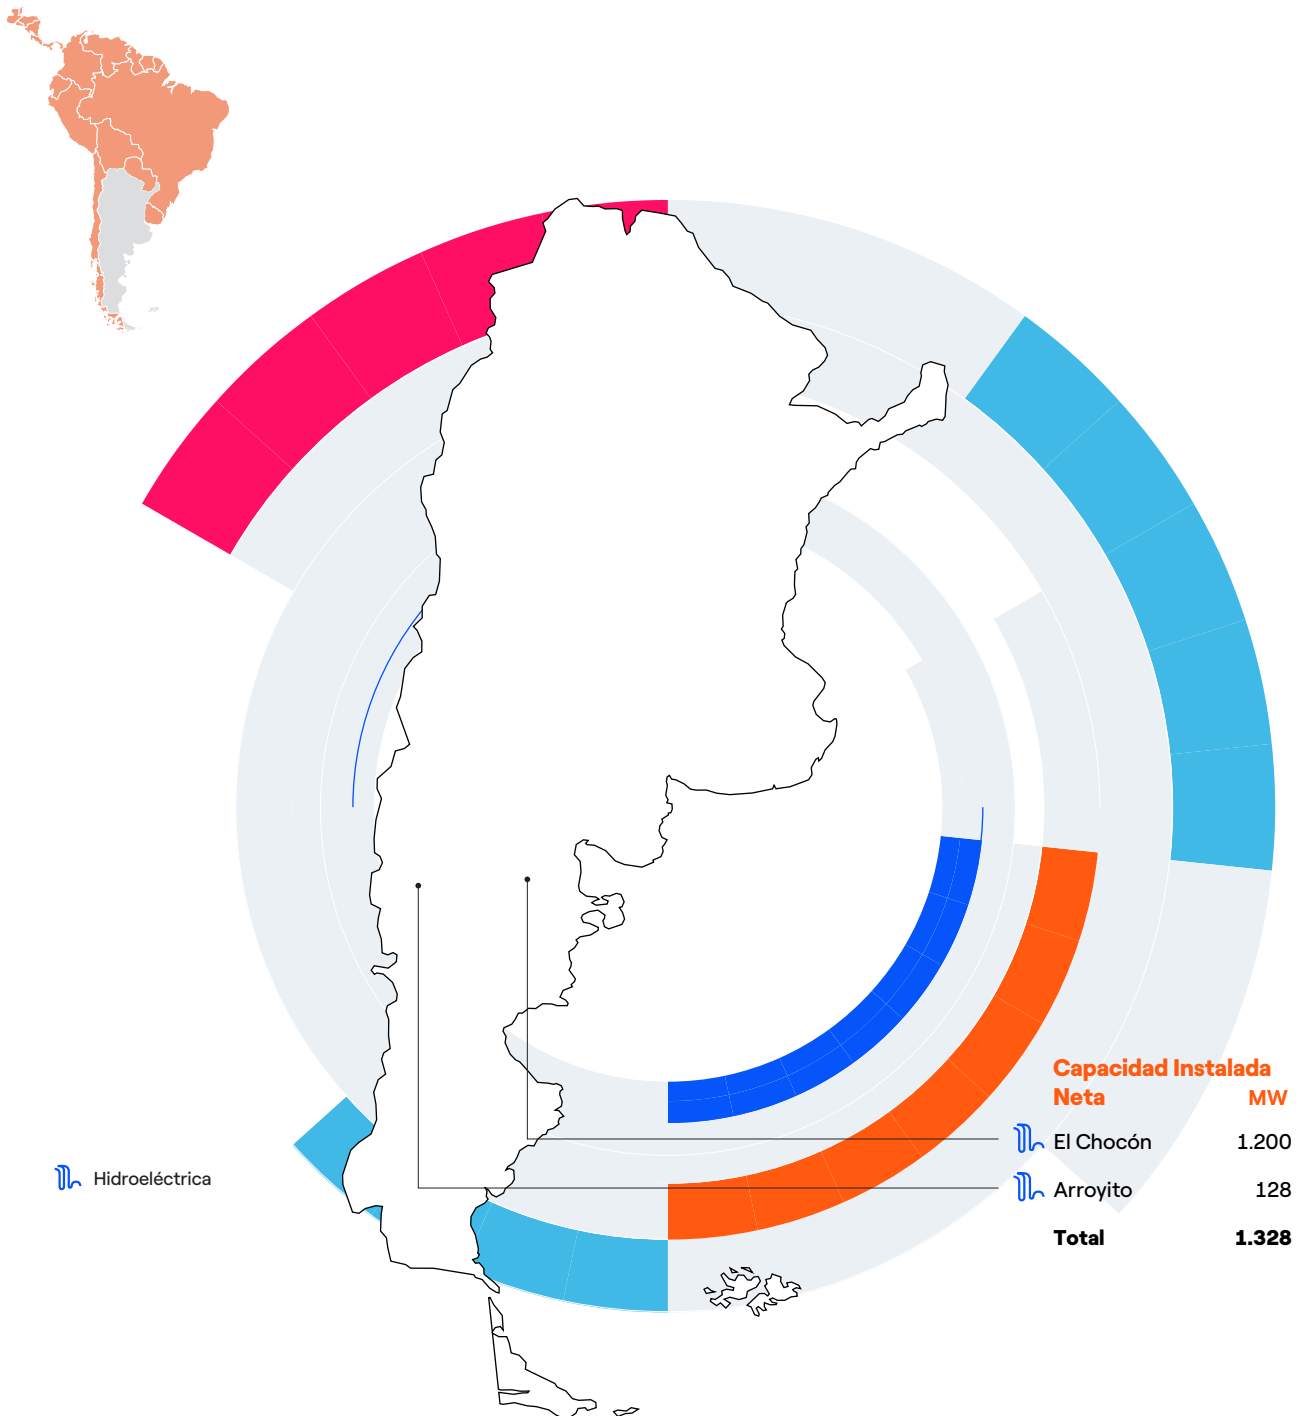 Capacidad Instalada
Neta MW
El Chocón 1.200
Hidroeléctrica
Arroyito 128
Total 1.328